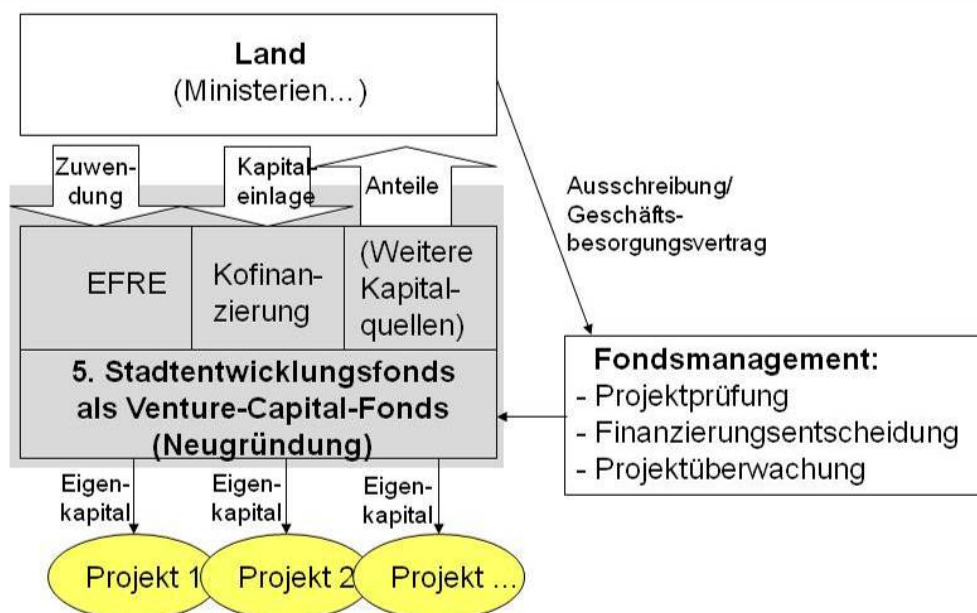 Land
(Ministerien...)
Zuwen-
dung
Kapital-
einlage
Anteile
Ausschreibung/
Geschäfts-
besorgungsvertrag
EFRE
Kofinan-
zierung
(Weitere
Kapital-
quellen)
5. Stadtentwicklungsfonds
als Venture-Capital-Fonds
(Neugründung)
Fondsmanagement:
- Projektprüfung
- Finanzierungsentscheidung
- Projektüberwachung
Eigen-
kapital
Eigen-
kapital
Eigen-
kapital
Projekt 1
Projekt 2
Projekt ...